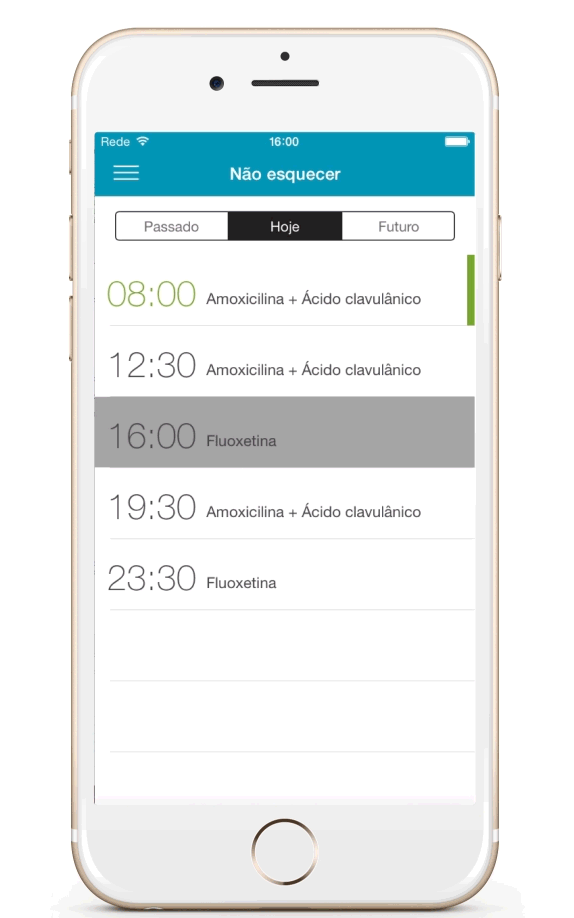 Rede 16:00
Não esquecer
Passado Hoje Futuro
08:00 Amoxicilina + Ácido clavulânico
12:30 Amoxicilina + Ácido clavulânico
16:00 Fluoxetina
19:30 Amoxicilina + Ácido clavulânico
23:30 Fluoxetina